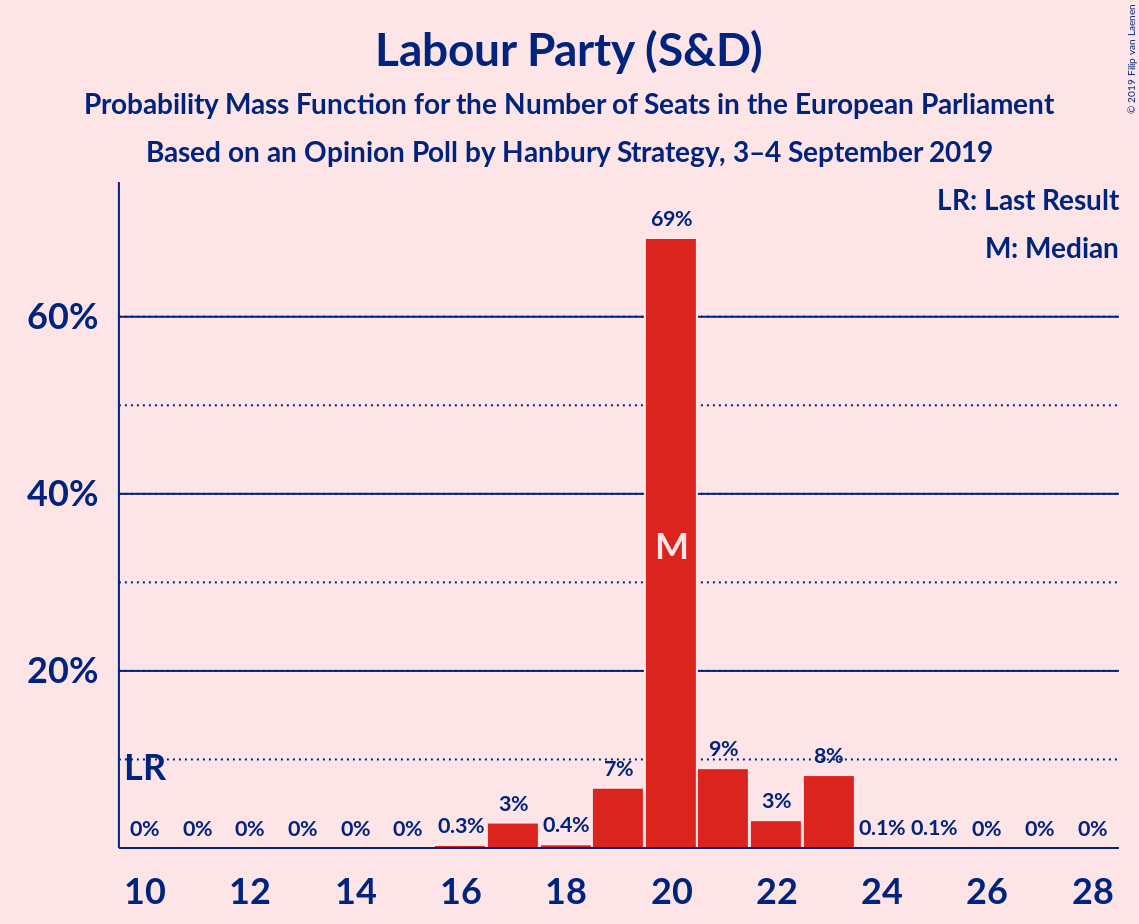 Labour Party (S&D)
Probability Mass Function for the Number of Seats in the European Parliament
Based on an Opinion Poll by Hanbury Strategy, 3–4 September 2019
© 2019 Filip van Laenen
LR: Last Result
M: Median
60%
40%
20%
LR
M
0%
0%
0%
0%
0%
0%
0.3%
3%
0.4%
7%
69%
9%
3%
8%
0.1%
0.1%
0%
0%
0%
10 12 14 16 18 20 22 24 26 28